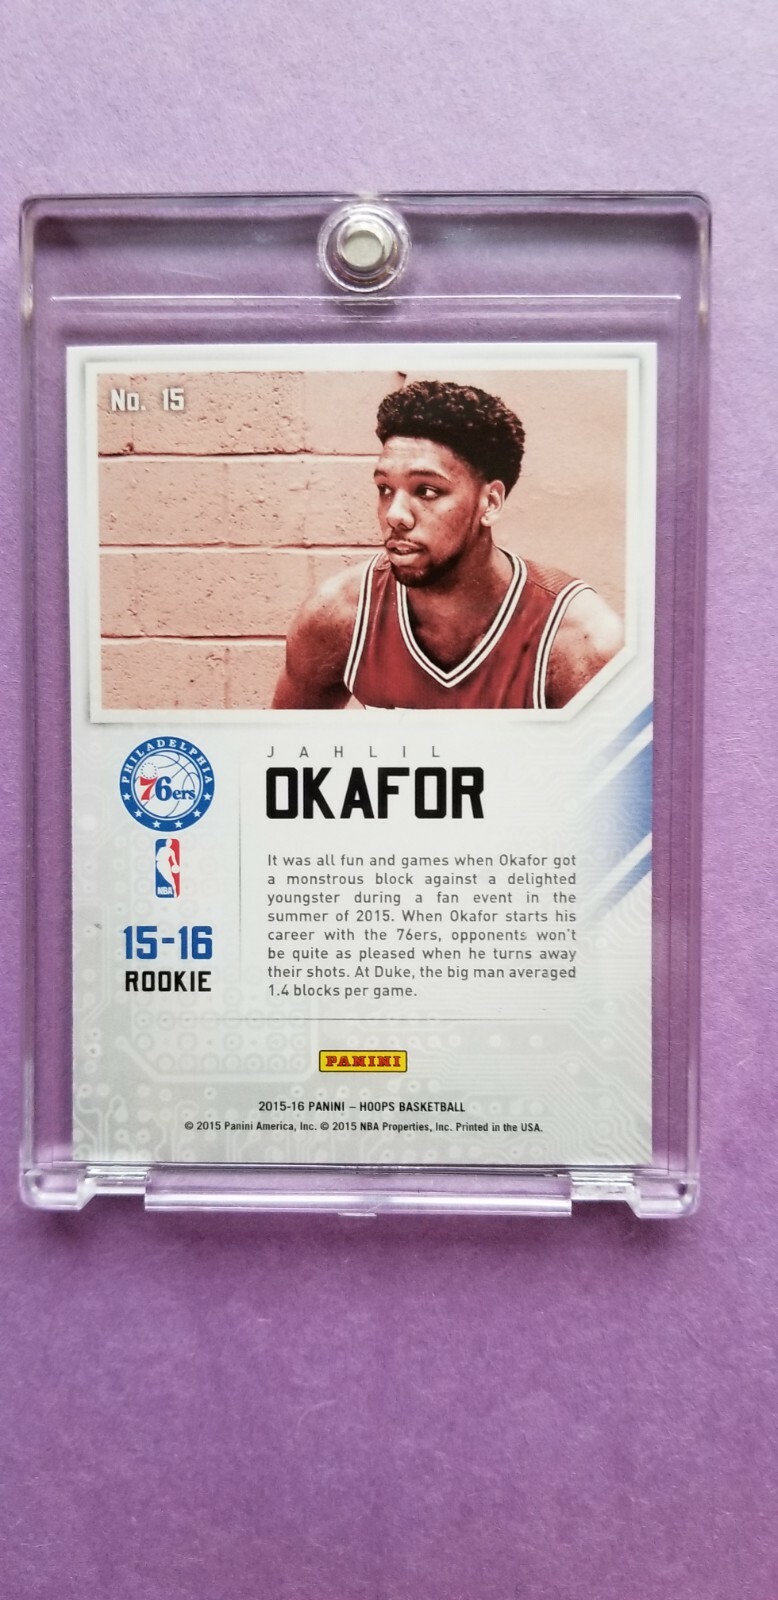 No. 15
PHILADELPHIA
76ers
NBA
15-16
ROOKIE
JAHLIL
OKAFOR
It was all fun and games when Okafor got
a monstrous block against a delighted
youngster during a fan event in the
summer of 2015. When Okafor starts his
career with the 76ers, opponents won't
be quite as pleased when he turns away
their shots. At Duke, the big man averaged
1.4 blocks per game.
PANINI
2015-16 PANINI – HOOPS BASKETBALL
© 2015 Panini America, Inc. © 2015 NBA Properties, Inc. Printed in the USA.